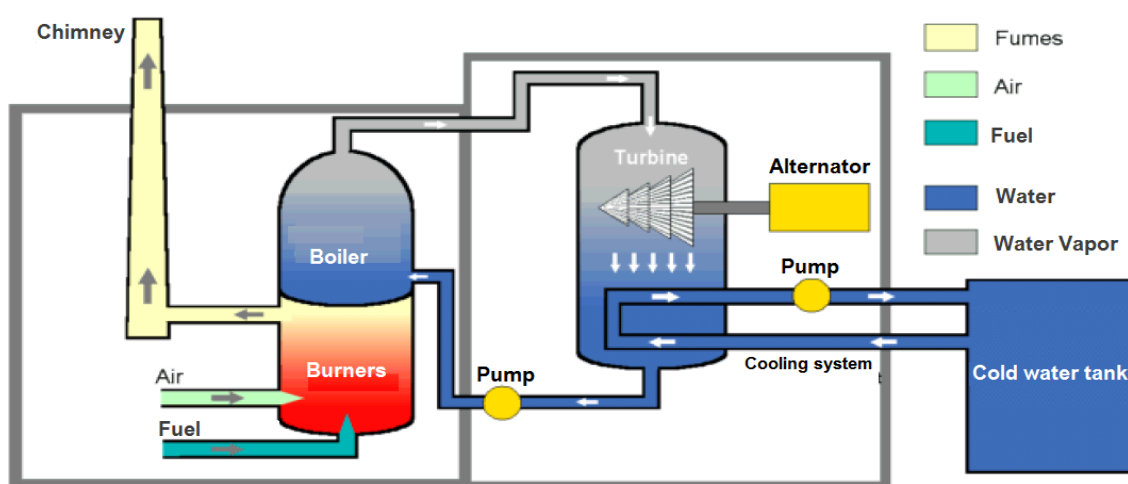 Chimney
Fumes
Air
Fuel
Water
Water Vapor
Turbine
Alternator
Boiler
Pump
Burners
Air
Fuel
Pump
Cooling system
t
Cold water tank